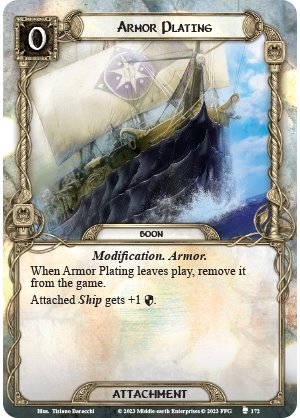 0
Armor Plating
BOON
Modification. Armor.
When Armor Plating leaves play, remove it
from the game.
Attached Ship gets +1 .
ATTACHMENT
Illus. Tiziano Baracchi © 2023 Middle-earth Enterprises © 2023 FFG 172